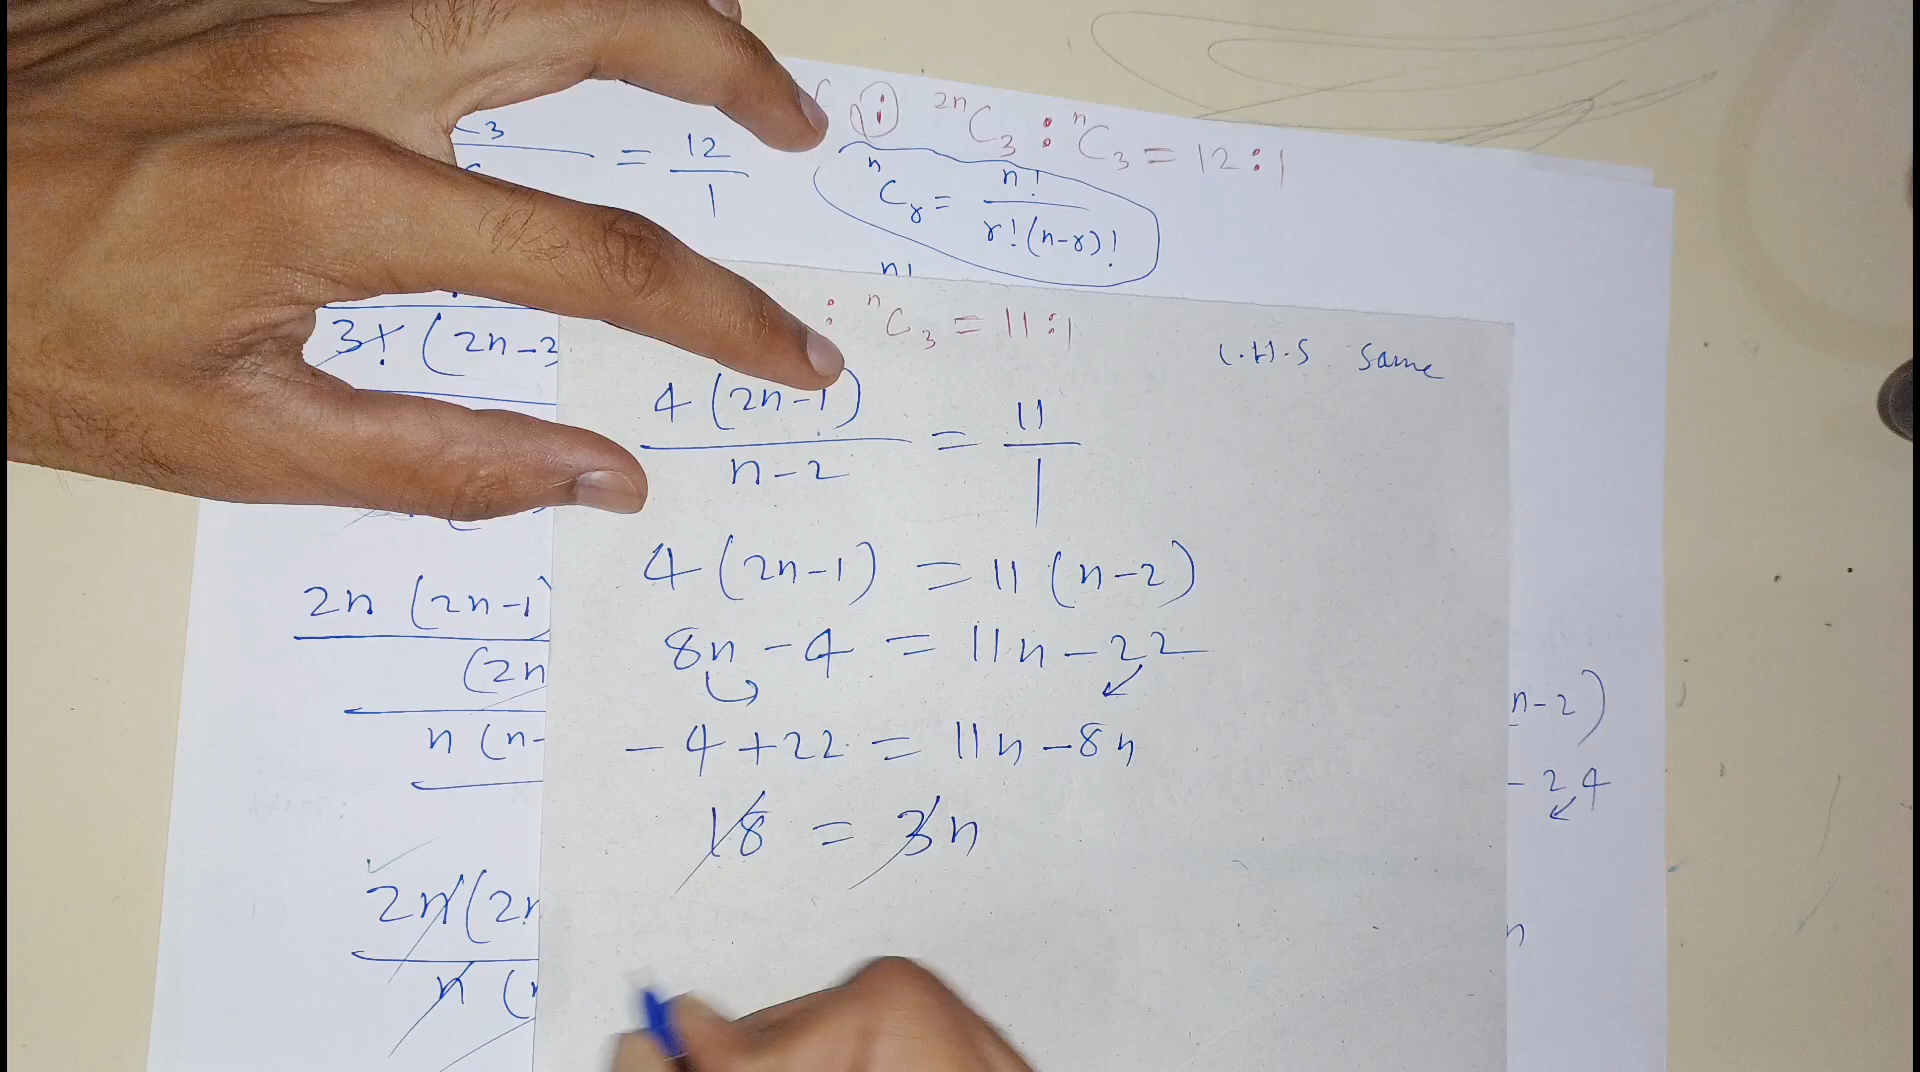 i ²ⁿC₃ : ⁿC₃ = 12 : 1
3
= 12/1
ⁿCᵣ = n! / r!(n-r)!
n!
: ⁿC₃ = 11 : 1
L.H.S Same
3! (2n-3
4(2n-1) / n-2 = 11/1
4(2n-1) = 11(n-2)
2n(2n-1)
8n - 4 = 11n - 22
(2n
n-2)
n(n-
-4 + 22 = 11n - 8n
- 24
18 = 3n
2n(2n
n
n (n